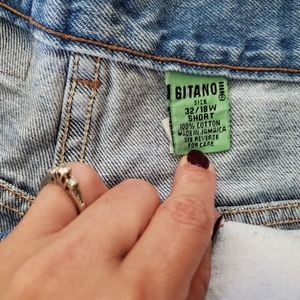 GITANO
SIZE
32/18W
SHORT
100% COTTON
MADE IN JAMAICA
SEE REVERSE
FOR CARE